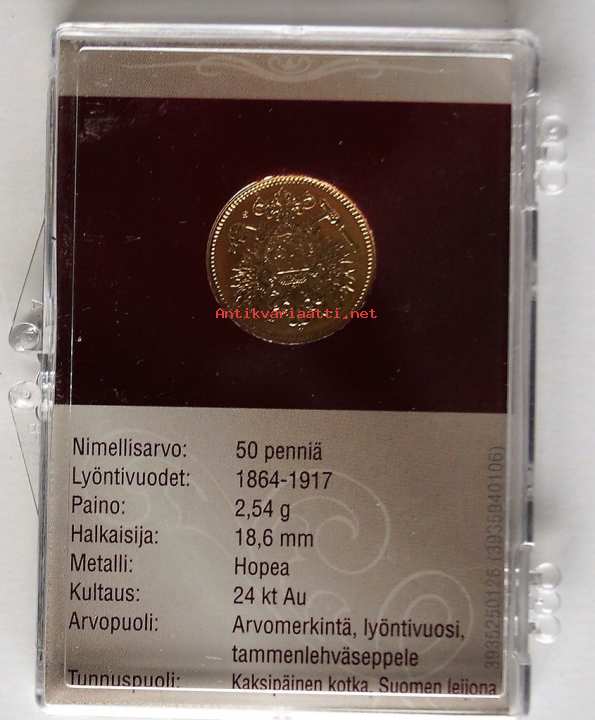 Antikvariaatti.net
Nimellisarvo: 50 penniä
Lyöntivuodet: 1864-1917
Paino: 2,54 g
Halkaisija: 18,6 mm
Metalli: Hopea
Kultaus: 24 kt Au
Arvopuoli: Arvomerkintä, lyöntivuosi,
tammenlehväseppele
Tunnuspuoli: Kaksipäinen kotka, Suomen leijona
3935250126 (3935940106)